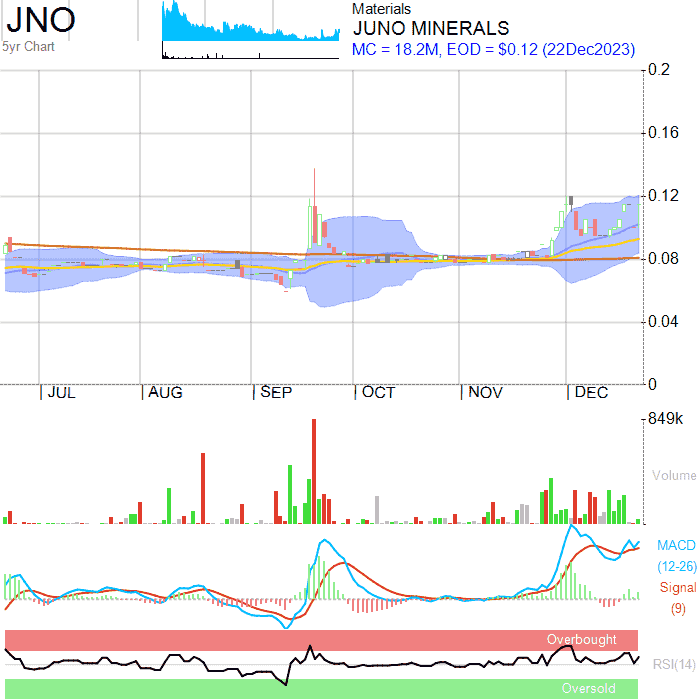 JNO
5yr Chart
Materials
JUNO MINERALS
MC = 18.2M, EOD = $0.12 (22Dec2023)
0.2
0.16
0.12
0.08
0.04
0
JUL AUG SEP OCT NOV DEC
849k
Volume
MACD
(12-26)
Signal
(9)
Overbought
RSI(14)
Oversold